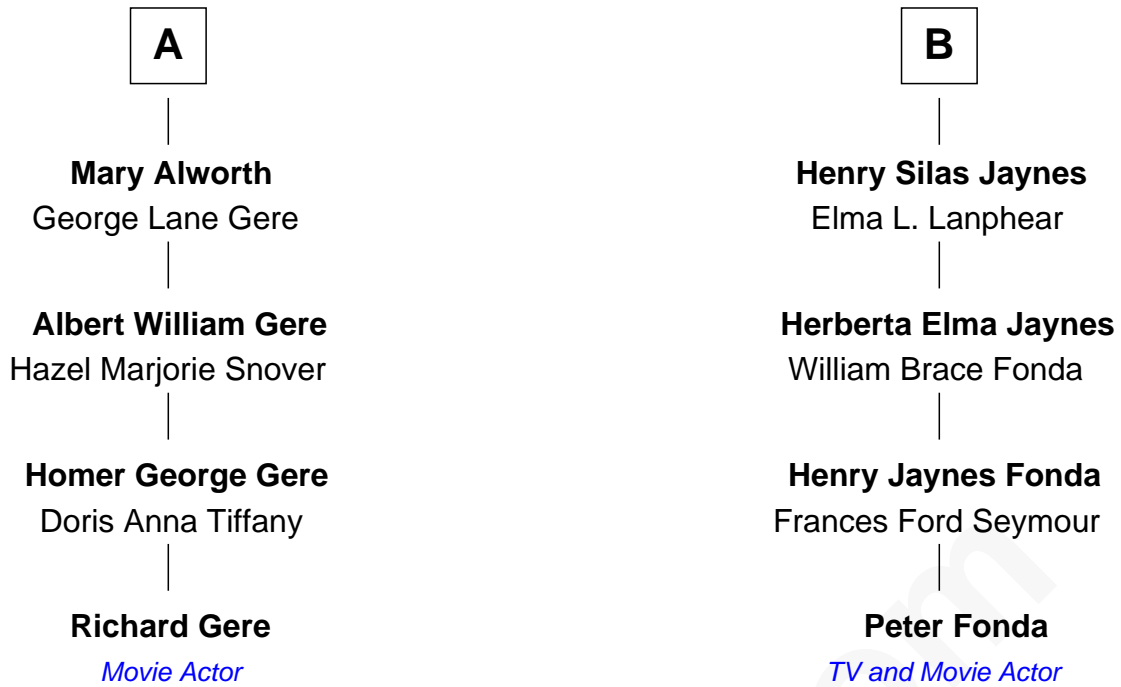 A
Mary Alworth
George Lane Gere
Albert William Gere
Hazel Marjorie Snover
Homer George Gere
Doris Anna Tiffany
Richard Gere
Movie Actor
B
Henry Silas Jaynes
Elma L. Lanphear
Herberta Elma Jaynes
William Brace Fonda
Henry Jaynes Fonda
Frances Ford Seymour
Peter Fonda
TV and Movie Actor